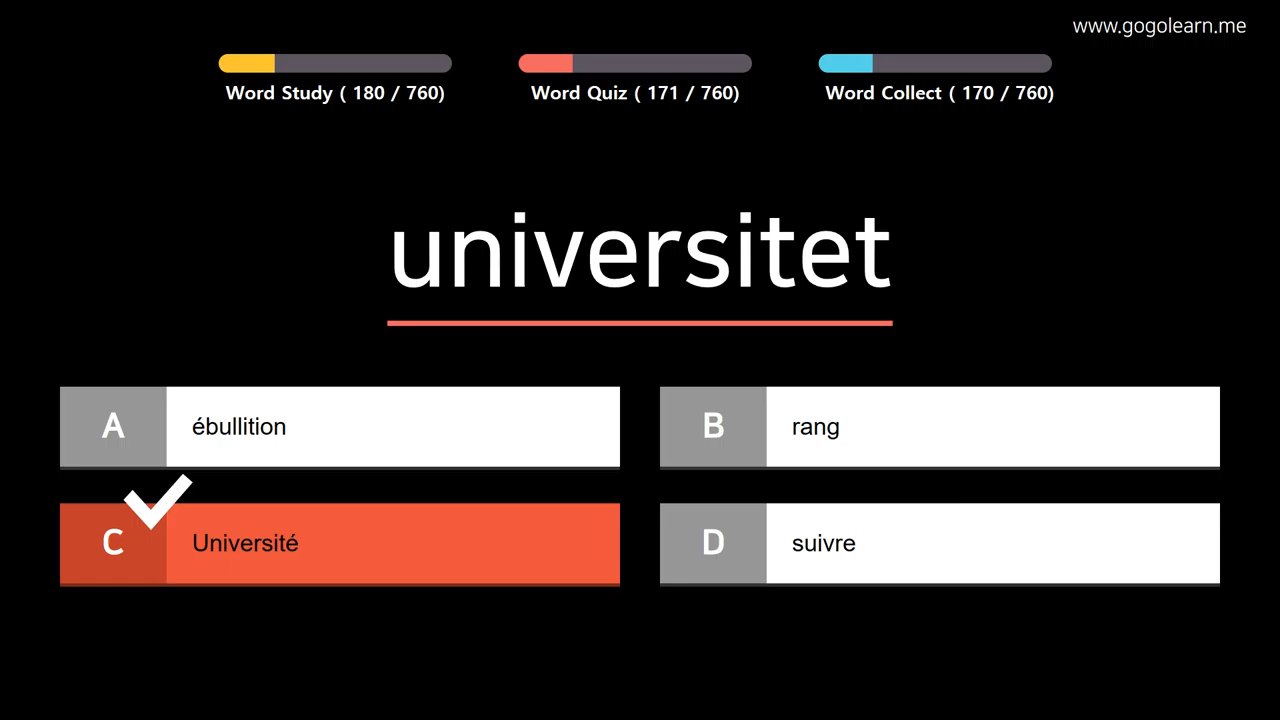 www.gogolearn.me
Word Study ( 180 / 760)
Word Quiz ( 171 / 760)
Word Collect ( 170 / 760)
universitet
A
ébullition
B
rang
C
Université
D
suivre